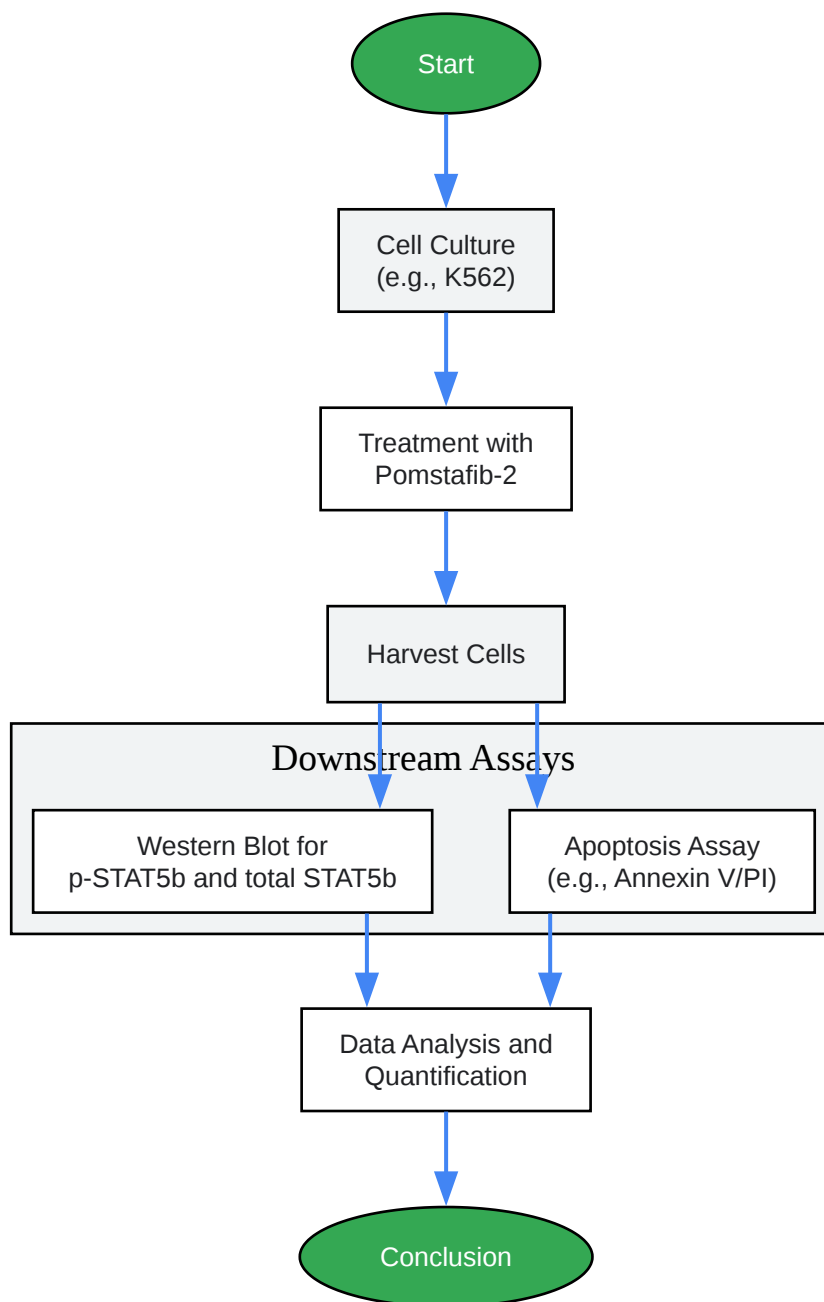 Start
Cell Culture
(e.g., K562)
Treatment with
Pomstafib-2
Harvest Cells
Downstream Assays
Western Blot for
p-STAT5b and total STAT5b
Apoptosis Assay
(e.g., Annexin V/PI)
Data Analysis and
Quantification
Conclusion